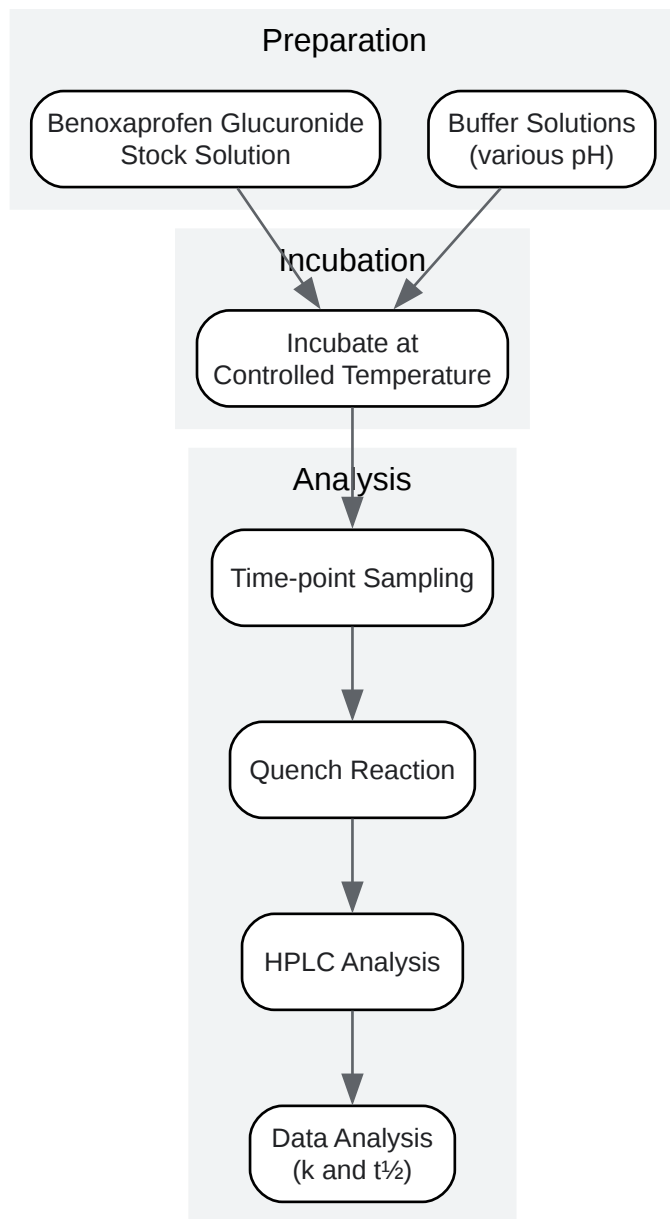 Preparation
Benoxaprofen Glucuronide
Stock Solution
Buffer Solutions
(various pH)
Incubation
Incubate at
Controlled Temperature
Analysis
Time-point Sampling
Quench Reaction
HPLC Analysis
Data Analysis
(k and t½)